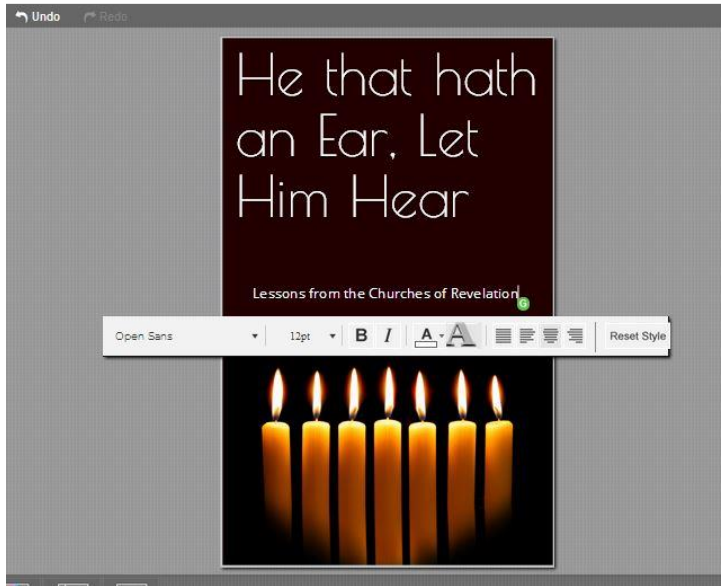 Undo Redo
He that hath
an Ear, Let
Him Hear
Lessons from the Churches of Revelation
G
Open Sans 12pt B I A A Reset Style